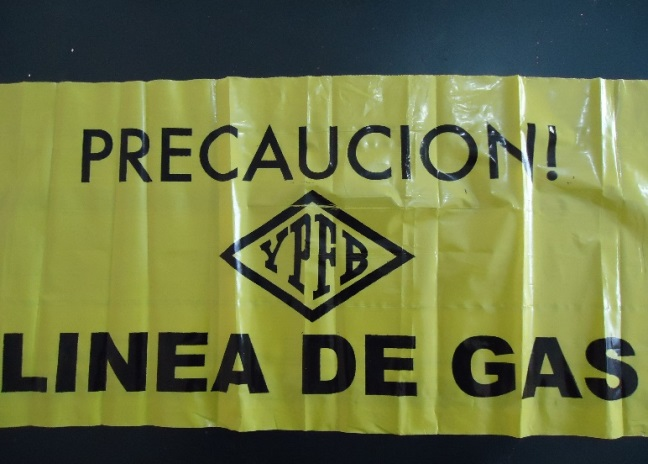 PRECAUCION!
YPFB
LINEA DE GAS